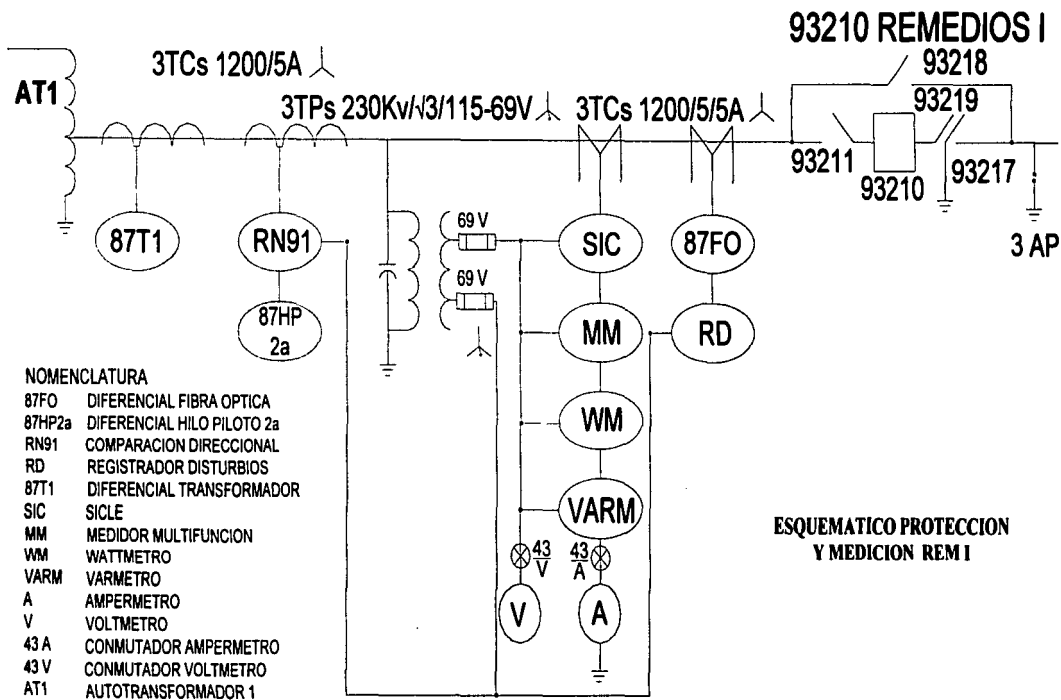 93210 REMEDIOS I
93218
3TCs 1200/5A
AT1
93219
3TPs 230Kv/√3/115-69V
3TCs 1200/5/5A
93211
93210
93217
3 AP
87T1
RN91
69 V
SIC
87FO
69 V
87HP
2a
MM
RD
WM
VARM
43
V
43
A
V
A
NOMENCLATURA
87FO DIFERENCIAL FIBRA OPTICA
87HP2a DIFERENCIAL HILO PILOTO 2a
RN91 COMPARACION DIRECCIONAL
RD REGISTRADOR DISTURBIOS
87T1 DIFERENCIAL TRANSFORMADOR
SIC SICLE
MM MEDIDOR MULTIFUNCION
WM WATTMETRO
VARM VARMETRO
A AMPERMETRO
V VOLTMETRO
43 A CONMUTADOR AMPERMETRO
43 V CONMUTADOR VOLTMETRO
AT1 AUTOTRANSFORMADOR 1
ESQUEMATICO PROTECCION
Y MEDICION REM I